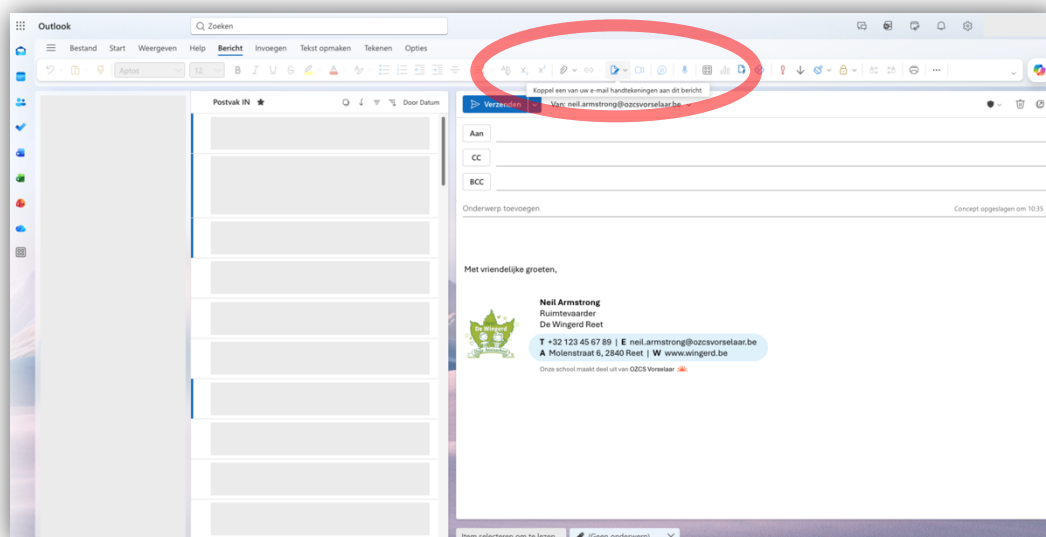 Outlook
Zoeken
Bestand Start Weergeven Help Bericht Invoegen Tekst opmaken Tekenen Opties
Aptos 12 B I U S
Koppel een van uw e-mail handtekeningen aan dit bericht.
Postvak IN Door Datum
Verzenden Van: neil.armstrong@ozcsvorselaar.be
Aan
CC
BCC
Onderwerp toevoegen Concept opgeslagen om 10:35
Met vriendelijke groeten,
Neil Armstrong
Ruimtevaarder
De Wingerd Reet
De Wingerd
T +32 123 45 67 89 | E neil.armstrong@ozcsvorselaar.be
A Molenstraat 6, 2840 Reet | W www.wingerd.be
Onze school maakt deel uit van OZCS Vorselaar
Item selecteren om te lezen (Geen onderwerp)